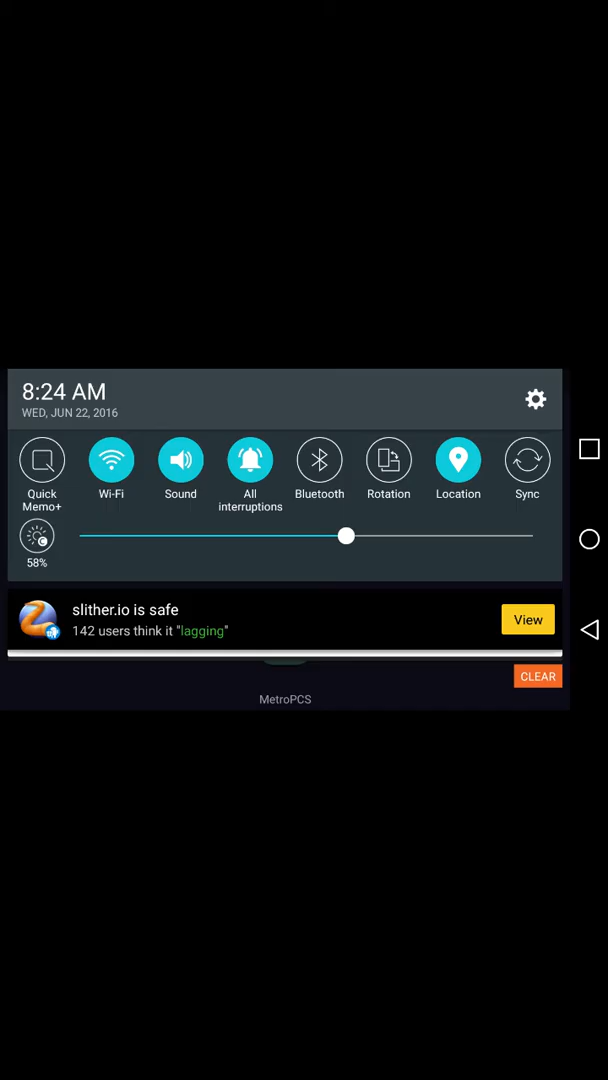 8:24 AM
WED, JUN 22, 2016
Quick Memo+
Wi-Fi
Sound
All interruptions
Bluetooth
Rotation
Location
Sync
58%
slither.io is safe
142 users think it "lagging"
View
CLEAR
MetroPCS